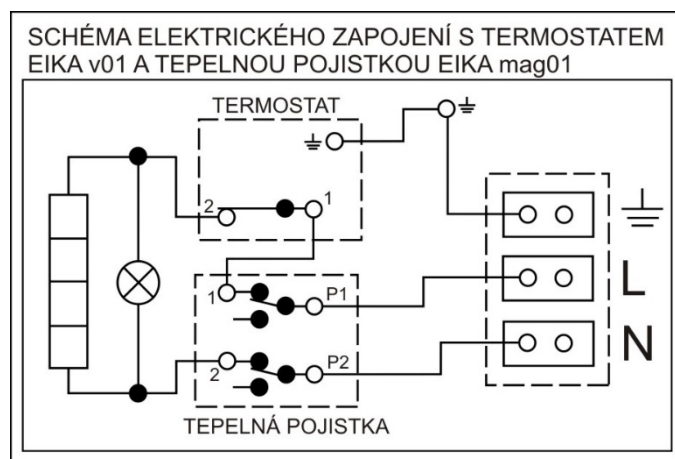 SCHÉMA ELEKTRICKÉHO ZAPOJENÍ S TERMOSTATEM
EIKA v01 A TEPELNOU POJISTKOU EIKA mag01
TERMOSTAT
2 1
1 P1 L
2 P2 N
TEPELNÁ POJISTKA